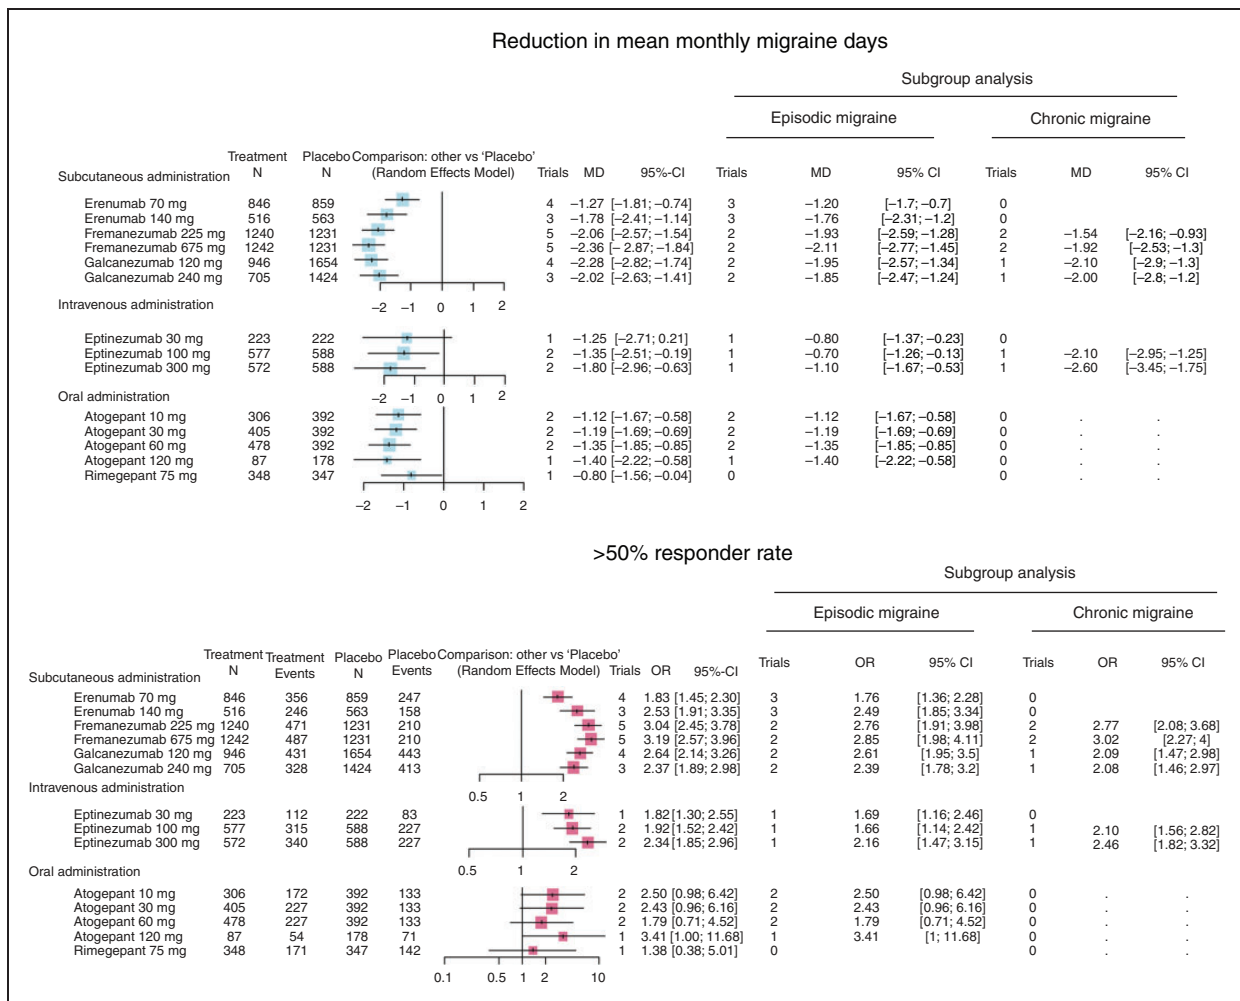 Reduction in mean monthly migraine days
Subgroup analysis
Episodic migraine Chronic migraine
Treatment Placebo Comparison: other vs ‘Placebo’
Subcutaneous administration N N (Random Effects Model) Trials MD 95%-CI Trials MD 95% CI Trials MD 95% CI
Erenumab 70 mg 846 859 4 −1.27 [−1.81; −0.74] 3 −1.20 [−1.7; −0.7] 0
Erenumab 140 mg 516 563 3 −1.78 [−2.41; −1.14] 3 −1.76 [−2.31; −1.2] 0
Fremanezumab 225 mg 1240 1231 5 −2.06 [−2.57; −1.54] 2 −1.93 [−2.59; −1.28] 2 −1.54 [−2.16; −0.93]
Fremanezumab 675 mg 1242 1231 5 −2.36 [− 2.87; −1.84] 2 −2.11 [−2.77; −1.45] 2 −1.92 [−2.53; −1.3]
Galcanezumab 120 mg 946 1654 4 −2.28 [−2.82; −1.74] 2 −1.95 [−2.57; −1.34] 1 −2.10 [−2.9; −1.3]
Galcanezumab 240 mg 705 1424 3 −2.02 [−2.63; −1.41] 2 −1.85 [−2.47; −1.24] 1 −2.00 [−2.8; −1.2]
Intravenous administration −2 −1 0 1 2
Eptinezumab 30 mg 223 222 1 −1.25 [−2.71; 0.21] 1 −0.80 [−1.37; −0.23] 0
Eptinezumab 100 mg 577 588 2 −1.35 [−2.51; −0.19] 1 −0.70 [−1.26; −0.13] 1 −2.10 [−2.95; −1.25]
Eptinezumab 300 mg 572 588 2 −1.80 [−2.96; −0.63] 1 −1.10 [−1.67; −0.53] 1 −2.60 [−3.45; −1.75]
Oral administration −2 −1 0 1 2
Atogepant 10 mg 306 392 2 −1.12 [−1.67; −0.58] 2 −1.12 [−1.67; −0.58] 0 . .
Atogepant 30 mg 405 392 2 −1.19 [−1.69; −0.69] 2 −1.19 [−1.69; −0.69] 0 . .
Atogepant 60 mg 478 392 2 −1.35 [−1.85; −0.85] 2 −1.35 [−1.85; −0.85] 0 . .
Atogepant 120 mg 87 178 1 −1.40 [−2.22; −0.58] 1 −1.40 [−2.22; −0.58] 0 . .
Rimegepant 75 mg 348 347 1 −0.80 [−1.56; −0.04] 0 0 . .
−2 −1 0 1 2
>50% responder rate
Subgroup analysis
Episodic migraine Chronic migraine
Treatment Treatment Placebo Placebo Comparison: other vs ‘Placebo’
Subcutaneous administration N Events N Events (Random Effects Model) Trials OR 95%-CI Trials OR 95% CI Trials OR 95% CI
Erenumab 70 mg 846 356 859 247 4 1.83 [1.45; 2.30] 3 1.76 [1.36; 2.28] 0
Erenumab 140 mg 516 246 563 158 3 2.53 [1.91; 3.35] 3 2.49 [1.85; 3.34] 0
Fremanezumab 225 mg 1240 471 1231 210 5 3.04 [2.45; 3.78] 2 2.76 [1.91; 3.98] 2 2.77 [2.08; 3.68]
Fremanezumab 675 mg 1242 487 1231 210 5 3.19 [2.57; 3.96] 2 2.85 [1.98; 4.11] 2 3.02 [2.27; 4]
Galcanezumab 120 mg 946 431 1654 443 4 2.64 [2.14; 3.26] 2 2.61 [1.95; 3.5] 1 2.09 [1.47; 2.98]
Galcanezumab 240 mg 705 328 1424 413 3 2.37 [1.89; 2.98] 2 2.39 [1.78; 3.2] 1 2.08 [1.46; 2.97]
Intravenous administration 0.5 1 2
Eptinezumab 30 mg 223 112 222 83 1 1.82 [1.30; 2.55] 1 1.69 [1.16; 2.46] 0
Eptinezumab 100 mg 577 315 588 227 2 1.92 [1.52; 2.42] 1 1.66 [1.14; 2.42] 1 2.10 [1.56; 2.82]
Eptinezumab 300 mg 572 340 588 227 2 2.34 [1.85; 2.96] 1 2.16 [1.47; 3.15] 1 2.46 [1.82; 3.32]
Oral administration 0.5 1 2
Atogepant 10 mg 306 172 392 133 2 2.50 [0.98; 6.42] 2 2.50 [0.98; 6.42] 0 . .
Atogepant 30 mg 405 227 392 133 2 2.43 [0.96; 6.16] 2 2.43 [0.96; 6.16] 0 . .
Atogepant 60 mg 478 227 392 133 2 1.79 [0.71; 4.52] 2 1.79 [0.71; 4.52] 0 . .
Atogepant 120 mg 87 54 178 71 1 3.41 [1.00; 11.68] 1 3.41 [1; 11.68] 0 . .
Rimegepant 75 mg 348 171 347 142 1 1.38 [0.38; 5.01] 0 0 . .
0.1 0.5 1 2 10